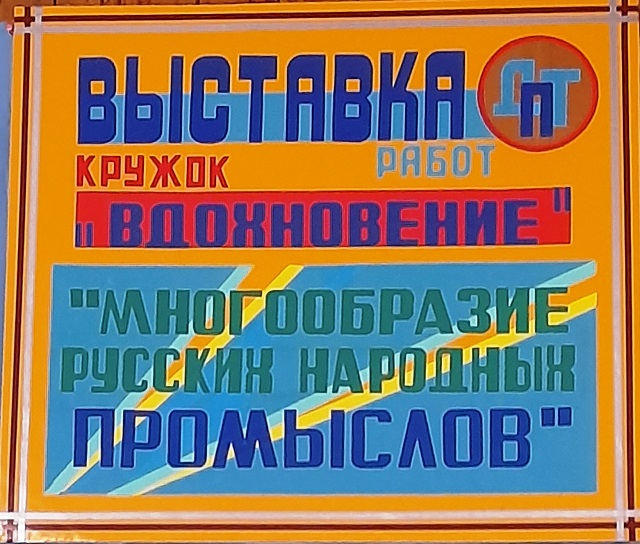 ВЫСТАВКА
ДПТ
РАБОТ
КРУЖОК
"ВДОХНОВЕНИЕ"
"МНОГООБРАЗИЕ
РУССКИХ НАРОДНЫХ
ПРОМЫСЛОВ"